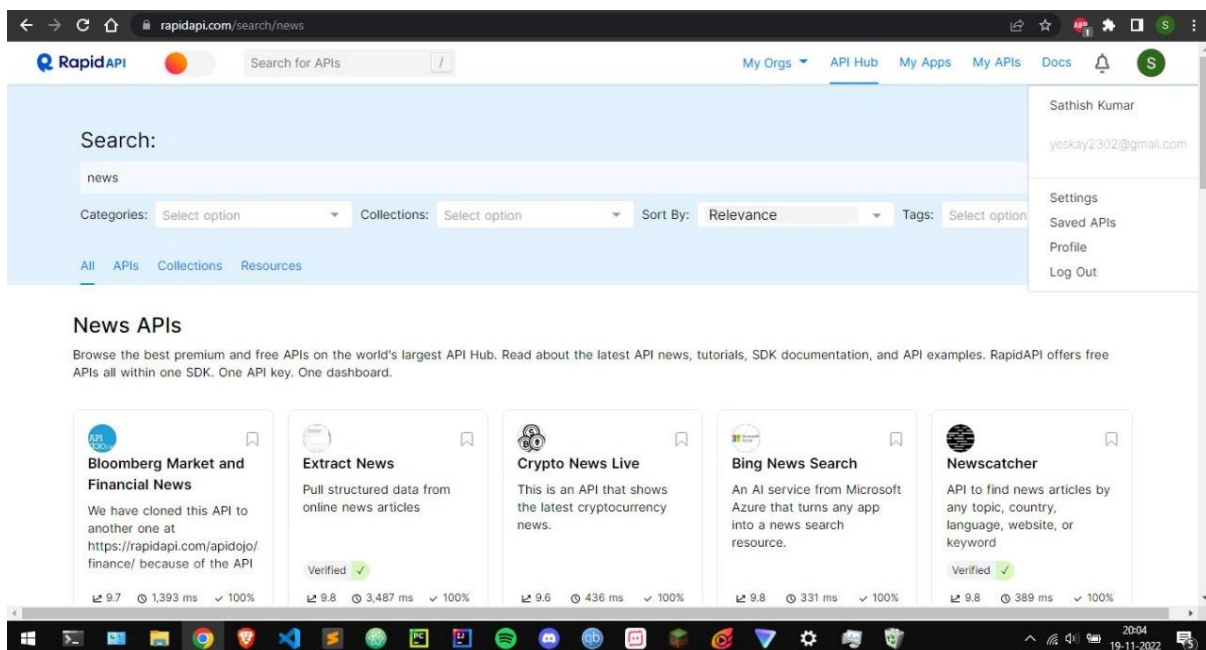 rapidapi.com/search/news
Rapid API
Search for APIs
/
My Orgs
API Hub
My Apps
My APIs
Docs
S
Sathish Kumar
yeskay2302@gmail.com
Settings
Saved APIs
Profile
Log Out
Search:
news
Categories: Select option
Collections: Select option
Sort By: Relevance
Tags: Select option
All APIs Collections Resources
News APIs
Browse the best premium and free APIs on the world's largest API Hub. Read about the latest API news, tutorials, SDK documentation, and API examples. RapidAPI offers free
APIs all within one SDK. One API key. One dashboard.
Bloomberg Market and
Financial News
We have cloned this API to
another one at
https://rapidapi.com/apidojo/
finance/ because of the API
9.7 1,393 ms 100%
Extract News
Pull structured data from
online news articles
Verified ✓
9.8 3,487 ms 100%
Crypto News Live
This is an API that shows
the latest cryptocurrency
news.
9.6 436 ms 100%
Bing News Search
An AI service from Microsoft
Azure that turns any app
into a news search
resource.
9.8 331 ms 100%
Newscatcher
API to find news articles by
any topic, country,
language, website, or
keyword
Verified ✓
9.8 389 ms 100%
20:04
19-11-2022